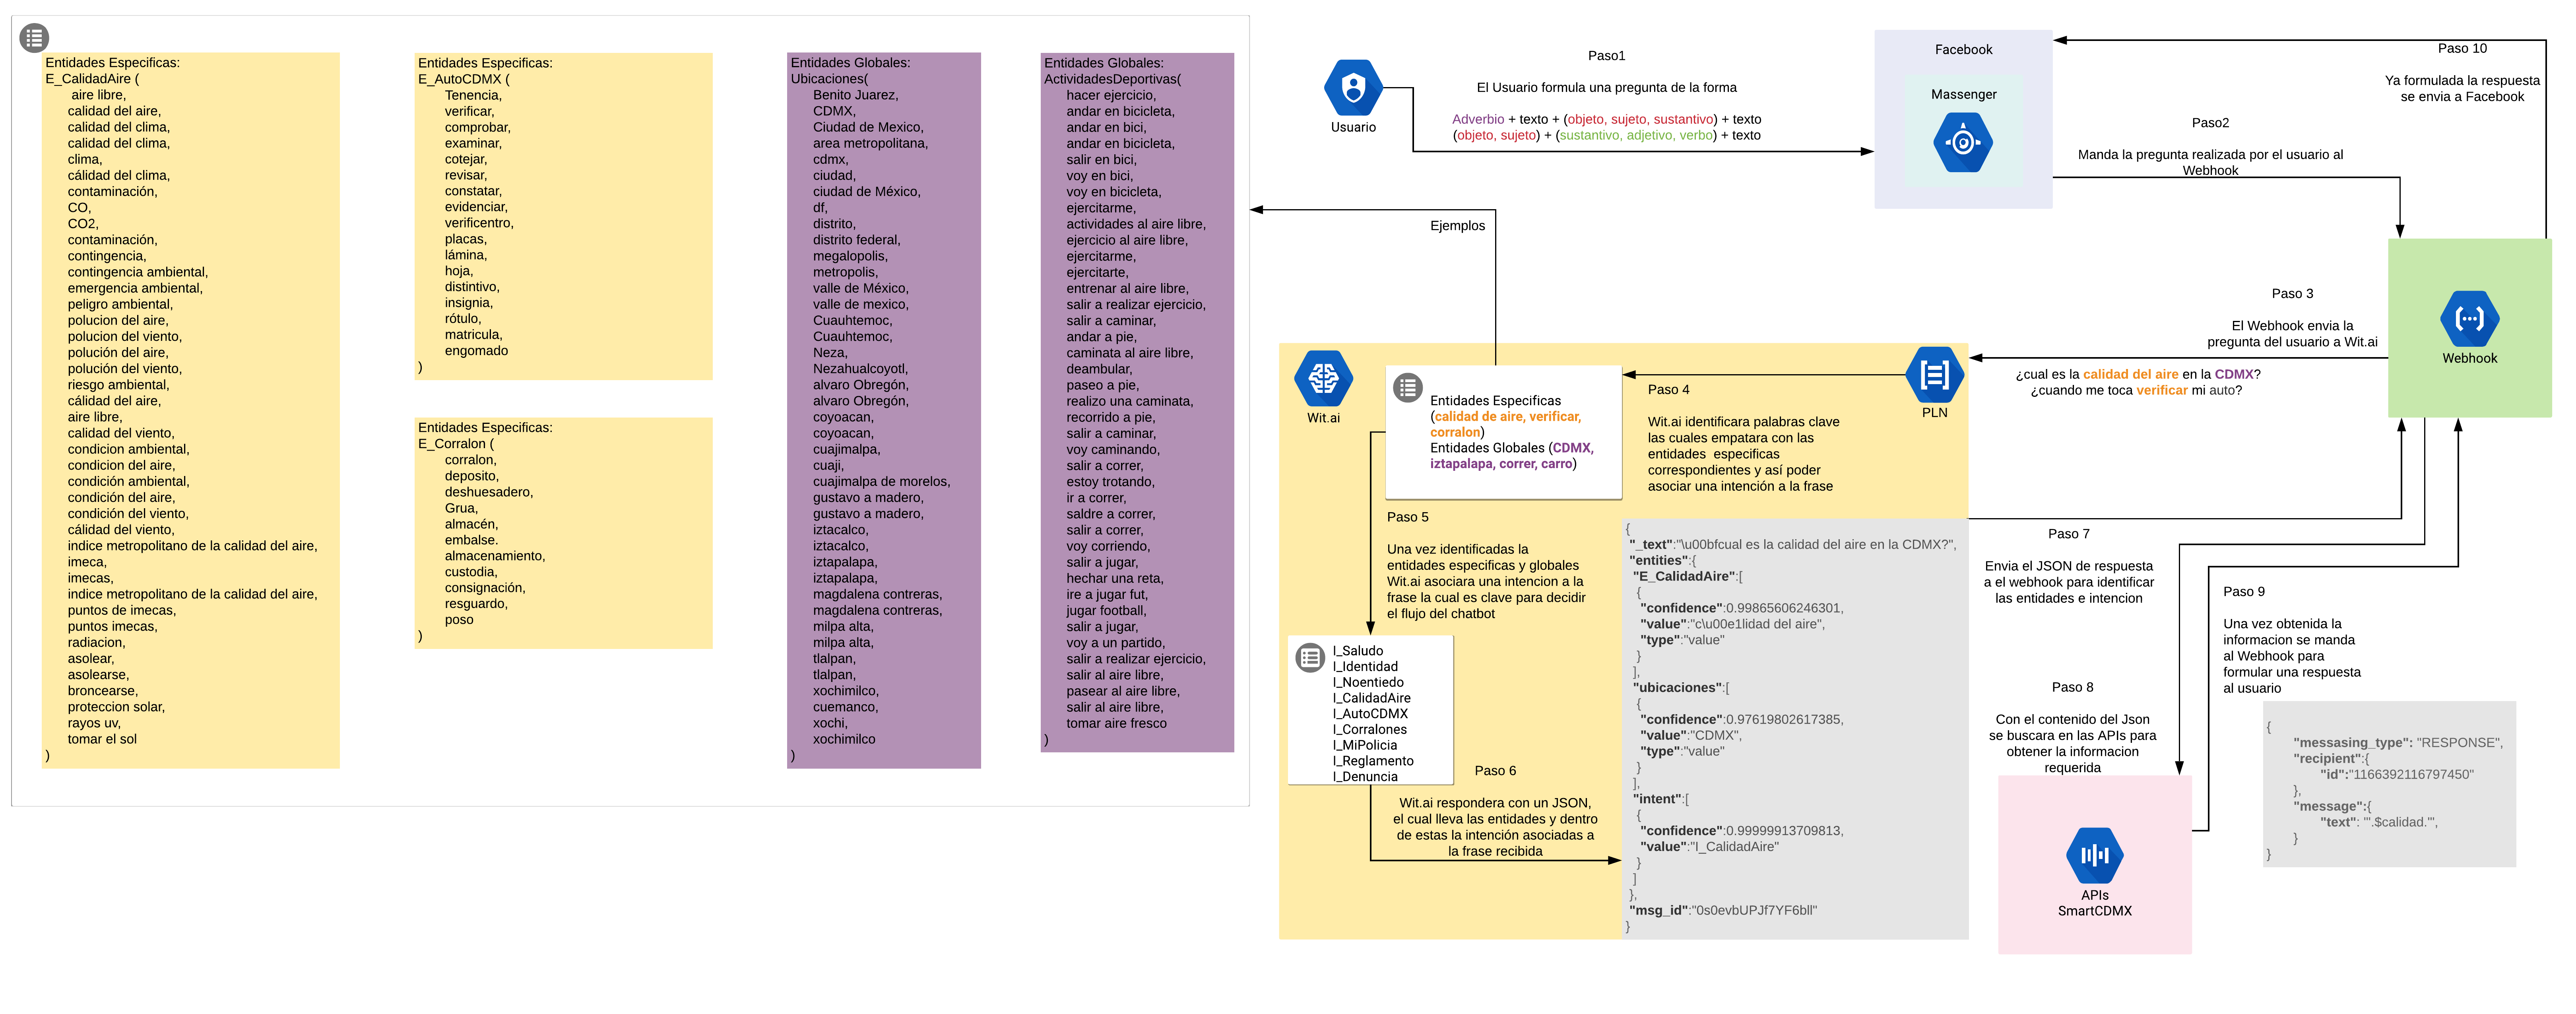 Entidades Especificas:
E_CalidadAire (
aire libre,
calidad del aire,
calidad del clima,
calidad del clima,
clima,
cálidad del clima,
contaminación,
CO,
CO2,
contaminación,
contingencia,
contingencia ambiental,
emergencia ambiental,
peligro ambiental,
polucion del aire,
polucion del viento,
polución del aire,
polución del viento,
riesgo ambiental,
cálidad del aire,
aire libre,
calidad del viento,
condicion ambiental,
condicion del aire,
condición ambiental,
condición del aire,
condición del viento,
cálidad del viento,
indice metropolitano de la calidad del aire,
imeca,
imecas,
indice metropolitano de la calidad del aire,
puntos de imecas,
puntos imecas,
radiacion,
asolear,
asolearse,
broncearse,
proteccion solar,
rayos uv,
tomar el sol
)
Entidades Especificas:
E_AutoCDMX (
Tenencia,
verificar,
comprobar,
examinar,
cotejar,
revisar,
constatar,
evidenciar,
verificentro,
placas,
lámina,
hoja,
distintivo,
insignia,
rótulo,
matricula,
engomado
)
Entidades Especificas:
E_Corralon (
corralon,
deposito,
deshuesadero,
Grua,
almacén,
embalse.
almacenamiento,
custodia,
consignación,
resguardo,
poso
)
Entidades Globales:
Ubicaciones(
Benito Juarez,
CDMX,
Ciudad de Mexico,
area metropolitana,
cdmx,
ciudad,
ciudad de México,
df,
distrito,
distrito federal,
megalopolis,
metropolis,
valle de México,
valle de mexico,
Cuauhtemoc,
Cuauhtemoc,
Neza,
Nezahualcoyotl,
alvaro Obregón,
alvaro Obregón,
coyoacan,
coyoacan,
cuajimalpa,
cuaji,
cuajimalpa de morelos,
gustavo a madero,
gustavo a madero,
iztacalco,
iztacalco,
iztapalapa,
iztapalapa,
magdalena contreras,
magdalena contreras,
milpa alta,
milpa alta,
tlalpan,
tlalpan,
xochimilco,
cuemanco,
xochi,
xochimilco
)
Entidades Globales:
ActividadesDeportivas(
hacer ejercicio,
andar en bicicleta,
andar en bici,
andar en bicicleta,
salir en bici,
voy en bici,
voy en bicicleta,
ejercitarme,
actividades al aire libre,
ejercicio al aire libre,
ejercitarme,
ejercitarte,
entrenar al aire libre,
salir a realizar ejercicio,
salir a caminar,
andar a pie,
caminata al aire libre,
deambular,
paseo a pie,
realizo una caminata,
recorrido a pie,
salir a caminar,
voy caminando,
salir a correr,
estoy trotando,
ir a correr,
saldre a correr,
salir a correr,
voy corriendo,
salir a jugar,
hechar una reta,
ire a jugar fut,
jugar football,
salir a jugar,
voy a un partido,
salir a realizar ejercicio,
salir al aire libre,
pasear al aire libre,
salir al aire libre,
tomar aire fresco
)
Usuario
Paso1
El Usuario formula una pregunta de la forma
Adverbio + texto + (objeto, sujeto, sustantivo) + texto
(objeto, sujeto) + (sustantivo, adjetivo, verbo) + texto
Facebook
Massenger
Paso2
Manda la pregunta realizada por el usuario al
Webhook
Paso 10
Ya formulada la respuesta
se envia a Facebook
Webhook
Paso 3
El Webhook envia la
pregunta del usuario a Wit.ai
¿cual es la calidad del aire en la CDMX?
¿cuando me toca verificar mi auto?
Ejemplos
Wit.ai
PLN
Entidades Especificas
(calidad de aire, verificar,
corralon)
Entidades Globales (CDMX,
iztapalapa, correr, carro)
Paso 4
Wit.ai identificara palabras clave
las cuales empatara con las
entidades especificas
correspondientes y así poder
asociar una intención a la frase
Paso 5
Una vez identificadas la
entidades especificas y globales
Wit.ai asociara una intencion a la
frase la cual es clave para decidir
el flujo del chatbot
I_Saludo
I_Identidad
I_Noentiedo
I_CalidadAire
I_AutoCDMX
I_Corralones
I_MiPolicia
I_Reglamento
I_Denuncia
Paso 6
Wit.ai respondera con un JSON,
el cual lleva las entidades y dentro
de estas la intención asociadas a
la frase recibida
{
"_text":"\u00bfcual es la calidad del aire en la CDMX?",
"entities":{
"E_CalidadAire":[
{
"confidence":0.99865606246301,
"value":"c\u00e1lidad del aire",
"type":"value"
}
],
"ubicaciones":[
{
"confidence":0.97619802617385,
"value":"CDMX",
"type":"value"
}
],
"intent":[
{
"confidence":0.99999913709813,
"value":"I_CalidadAire"
}
]
},
"msg_id":"0s0evbUPJf7YF6bll"
}
Paso 7
Envia el JSON de respuesta
a el webhook para identificar
las entidades e intencion
Paso 8
Con el contenido del Json
se buscara en las APIs para
obtener la informacion
requerida
APIs
SmartCDMX
Paso 9
Una vez obtenida la
informacion se manda
al Webhook para
formular una respuesta
al usuario
{
"messasing_type": "RESPONSE",
"recipient":{
"id":"1166392116797450"
},
"message":{
"text": "'.$calidad.'",
}
}